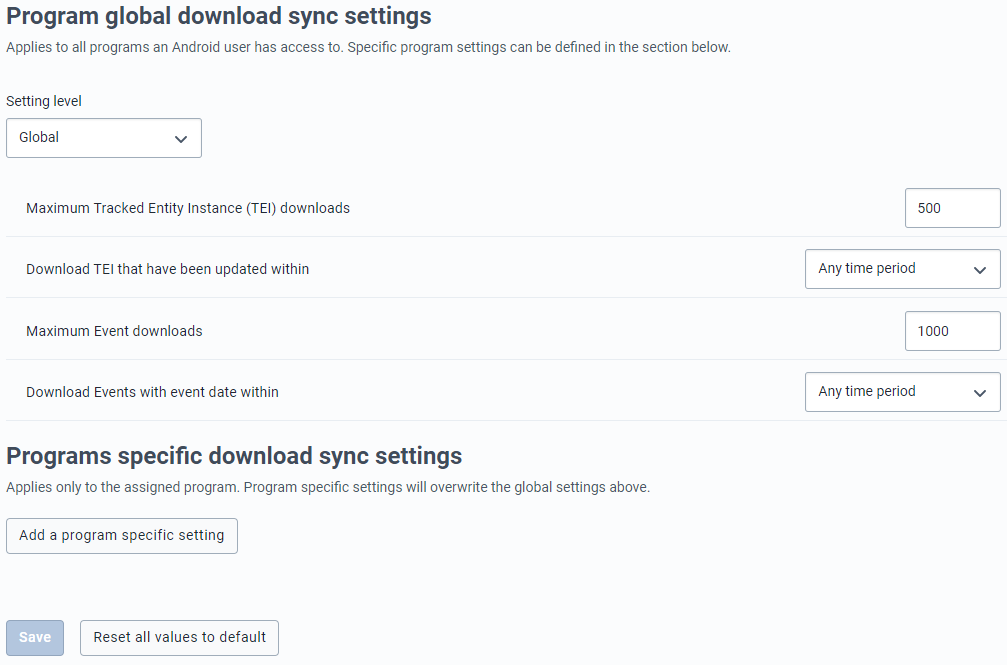 Program global download sync settings
Applies to all programs an Android user has access to. Specific program settings can be defined in the section below.
Setting level
Global
Maximum Tracked Entity Instance (TEI) downloads
500
Download TEI that have been updated within
Any time period
Maximum Event downloads
1000
Download Events with event date within
Any time period
Programs specific download sync settings
Applies only to the assigned program. Program specific settings will overwrite the global settings above.
Add a program specific setting
Save
Reset all values to default